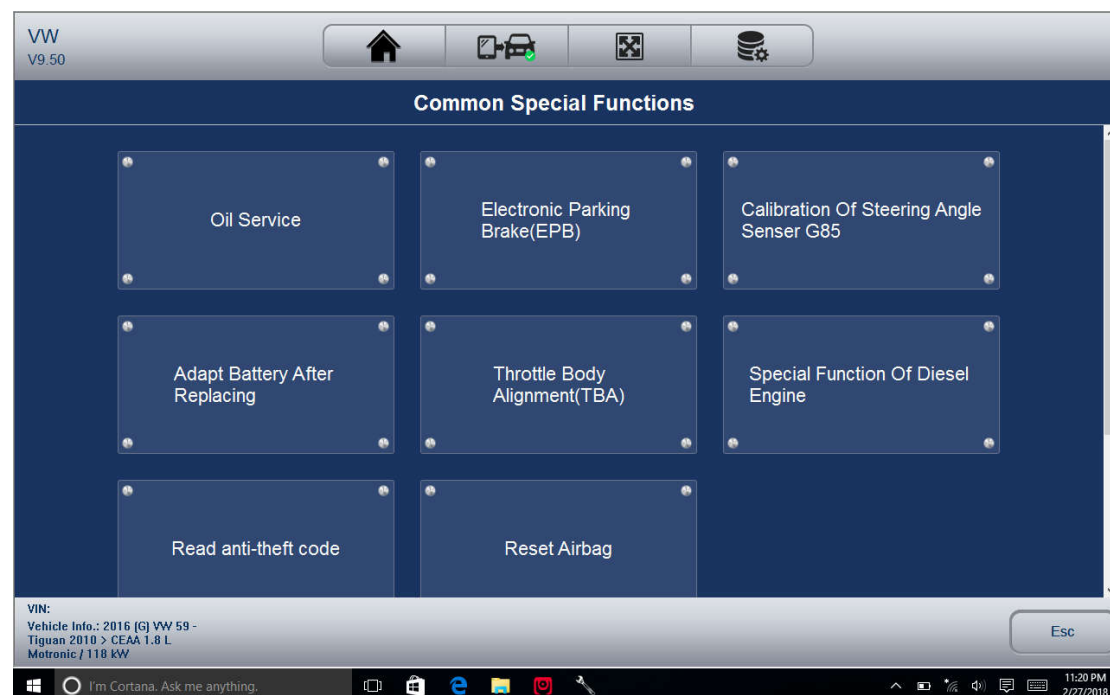 VW
V9.50
Common Special Functions
Oil Service
Electronic Parking
Brake(EPB)
Calibration Of Steering Angle
Senser G85
Adapt Battery After
Replacing
Throttle Body
Alignment(TBA)
Special Function Of Diesel
Engine
Read anti-theft code
Reset Airbag
VIN:
Vehicle Info.: 2016 (G) VW 59 -
Tiguan 2010 > CEAA 1.8 L
Motronic / 118 kW
Esc
I'm Cortana. Ask me anything.
11:20 PM
2/27/2018